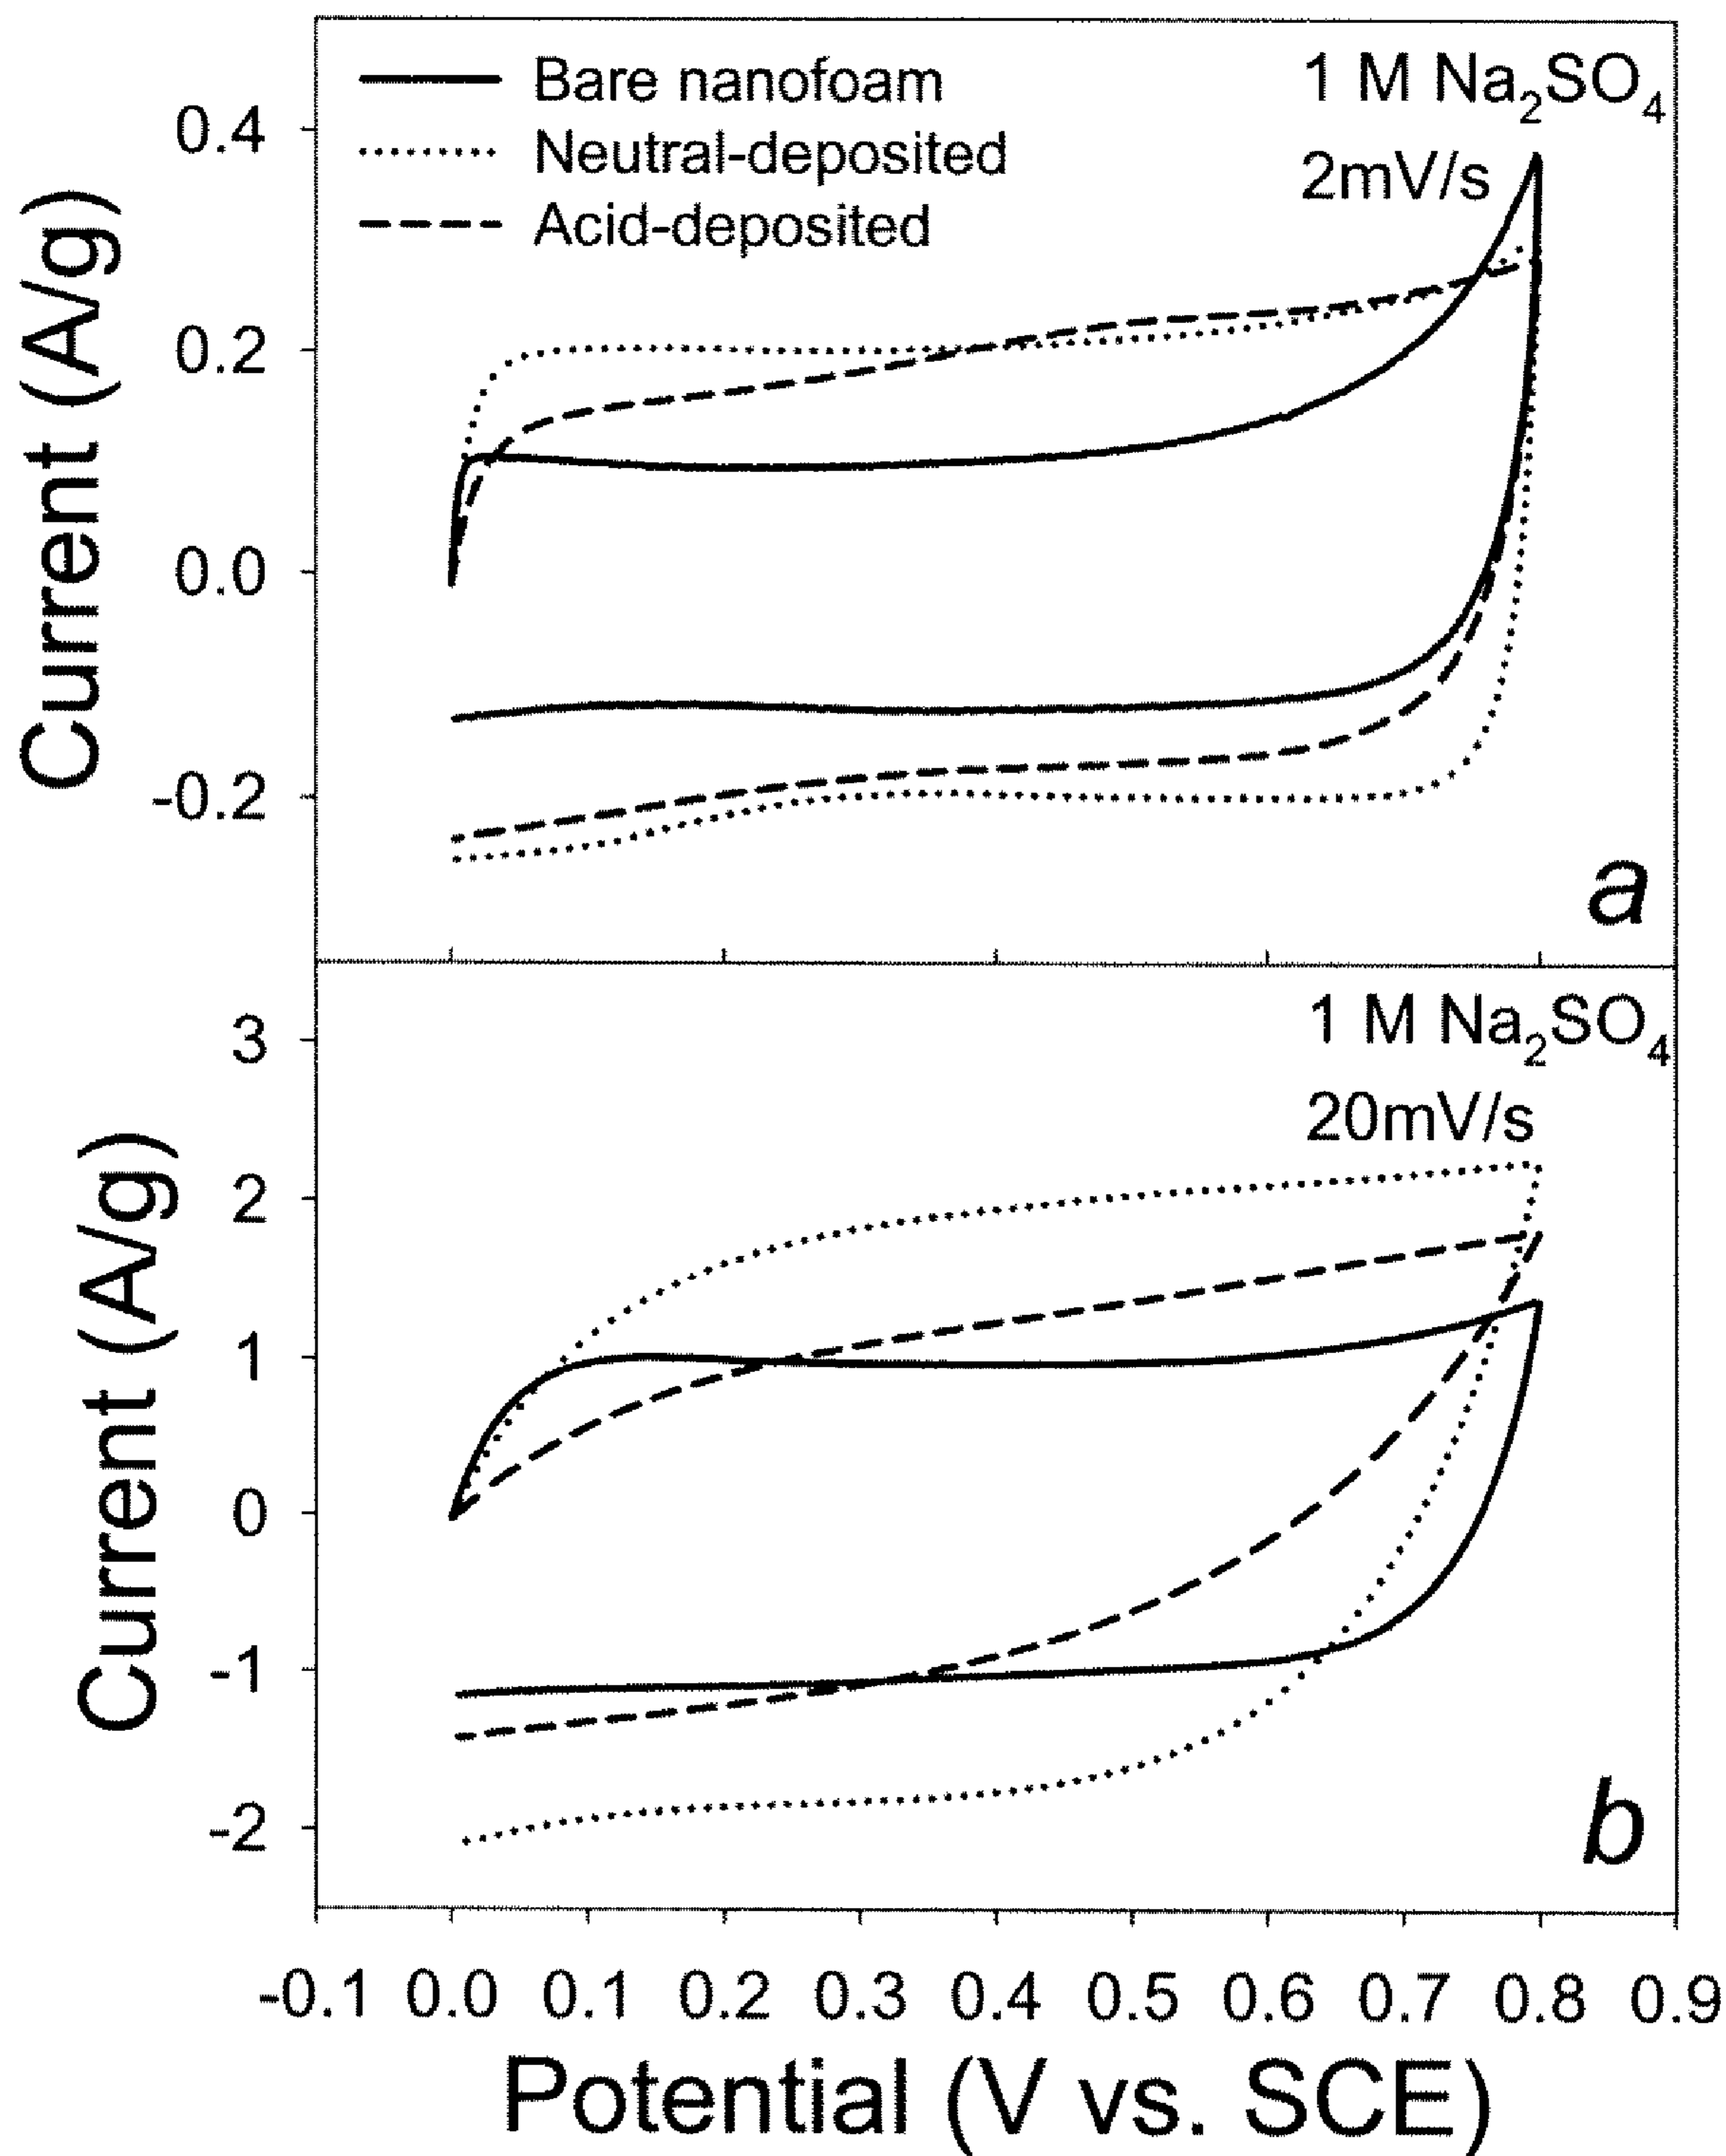 Bare nanofoam
Neutral-deposited
Acid-deposited
1 M Na₂SO₄
2mV/s
0.4
0.2
0.0
-0.2
Current (A/g)
a
1 M Na₂SO₄
20mV/s
3
2
1
0
-1
-2
Current (A/g)
b
-0.1 0.0 0.1 0.2 0.3 0.4 0.5 0.6 0.7 0.8 0.9
Potential (V vs. SCE)